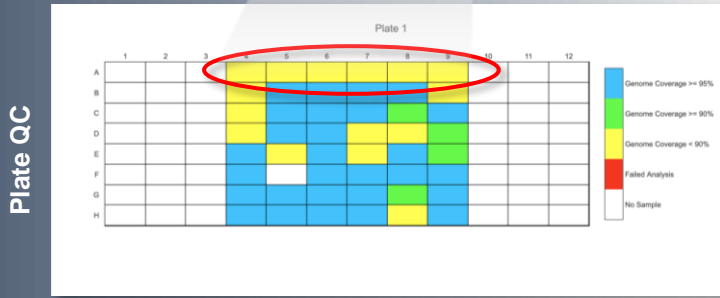 Plate QC
Plate 1
1 2 3 4 5 6 7 8 9 10 11 12
A
B
C
D
E
F
G
H
Genome Coverage >= 95%
Genome Coverage >= 90%
Genome Coverage < 90%
Failed Analysis
No Sample